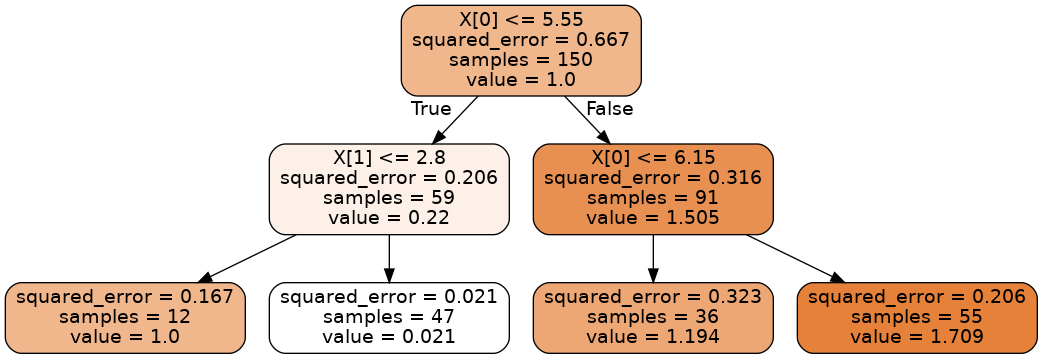 X[0] <= 5.55
squared_error = 0.667
samples = 150
value = 1.0
True
False
X[1] <= 2.8
squared_error = 0.206
samples = 59
value = 0.22
X[0] <= 6.15
squared_error = 0.316
samples = 91
value = 1.505
squared_error = 0.167
samples = 12
value = 1.0
squared_error = 0.021
samples = 47
value = 0.021
squared_error = 0.323
samples = 36
value = 1.194
squared_error = 0.206
samples = 55
value = 1.709